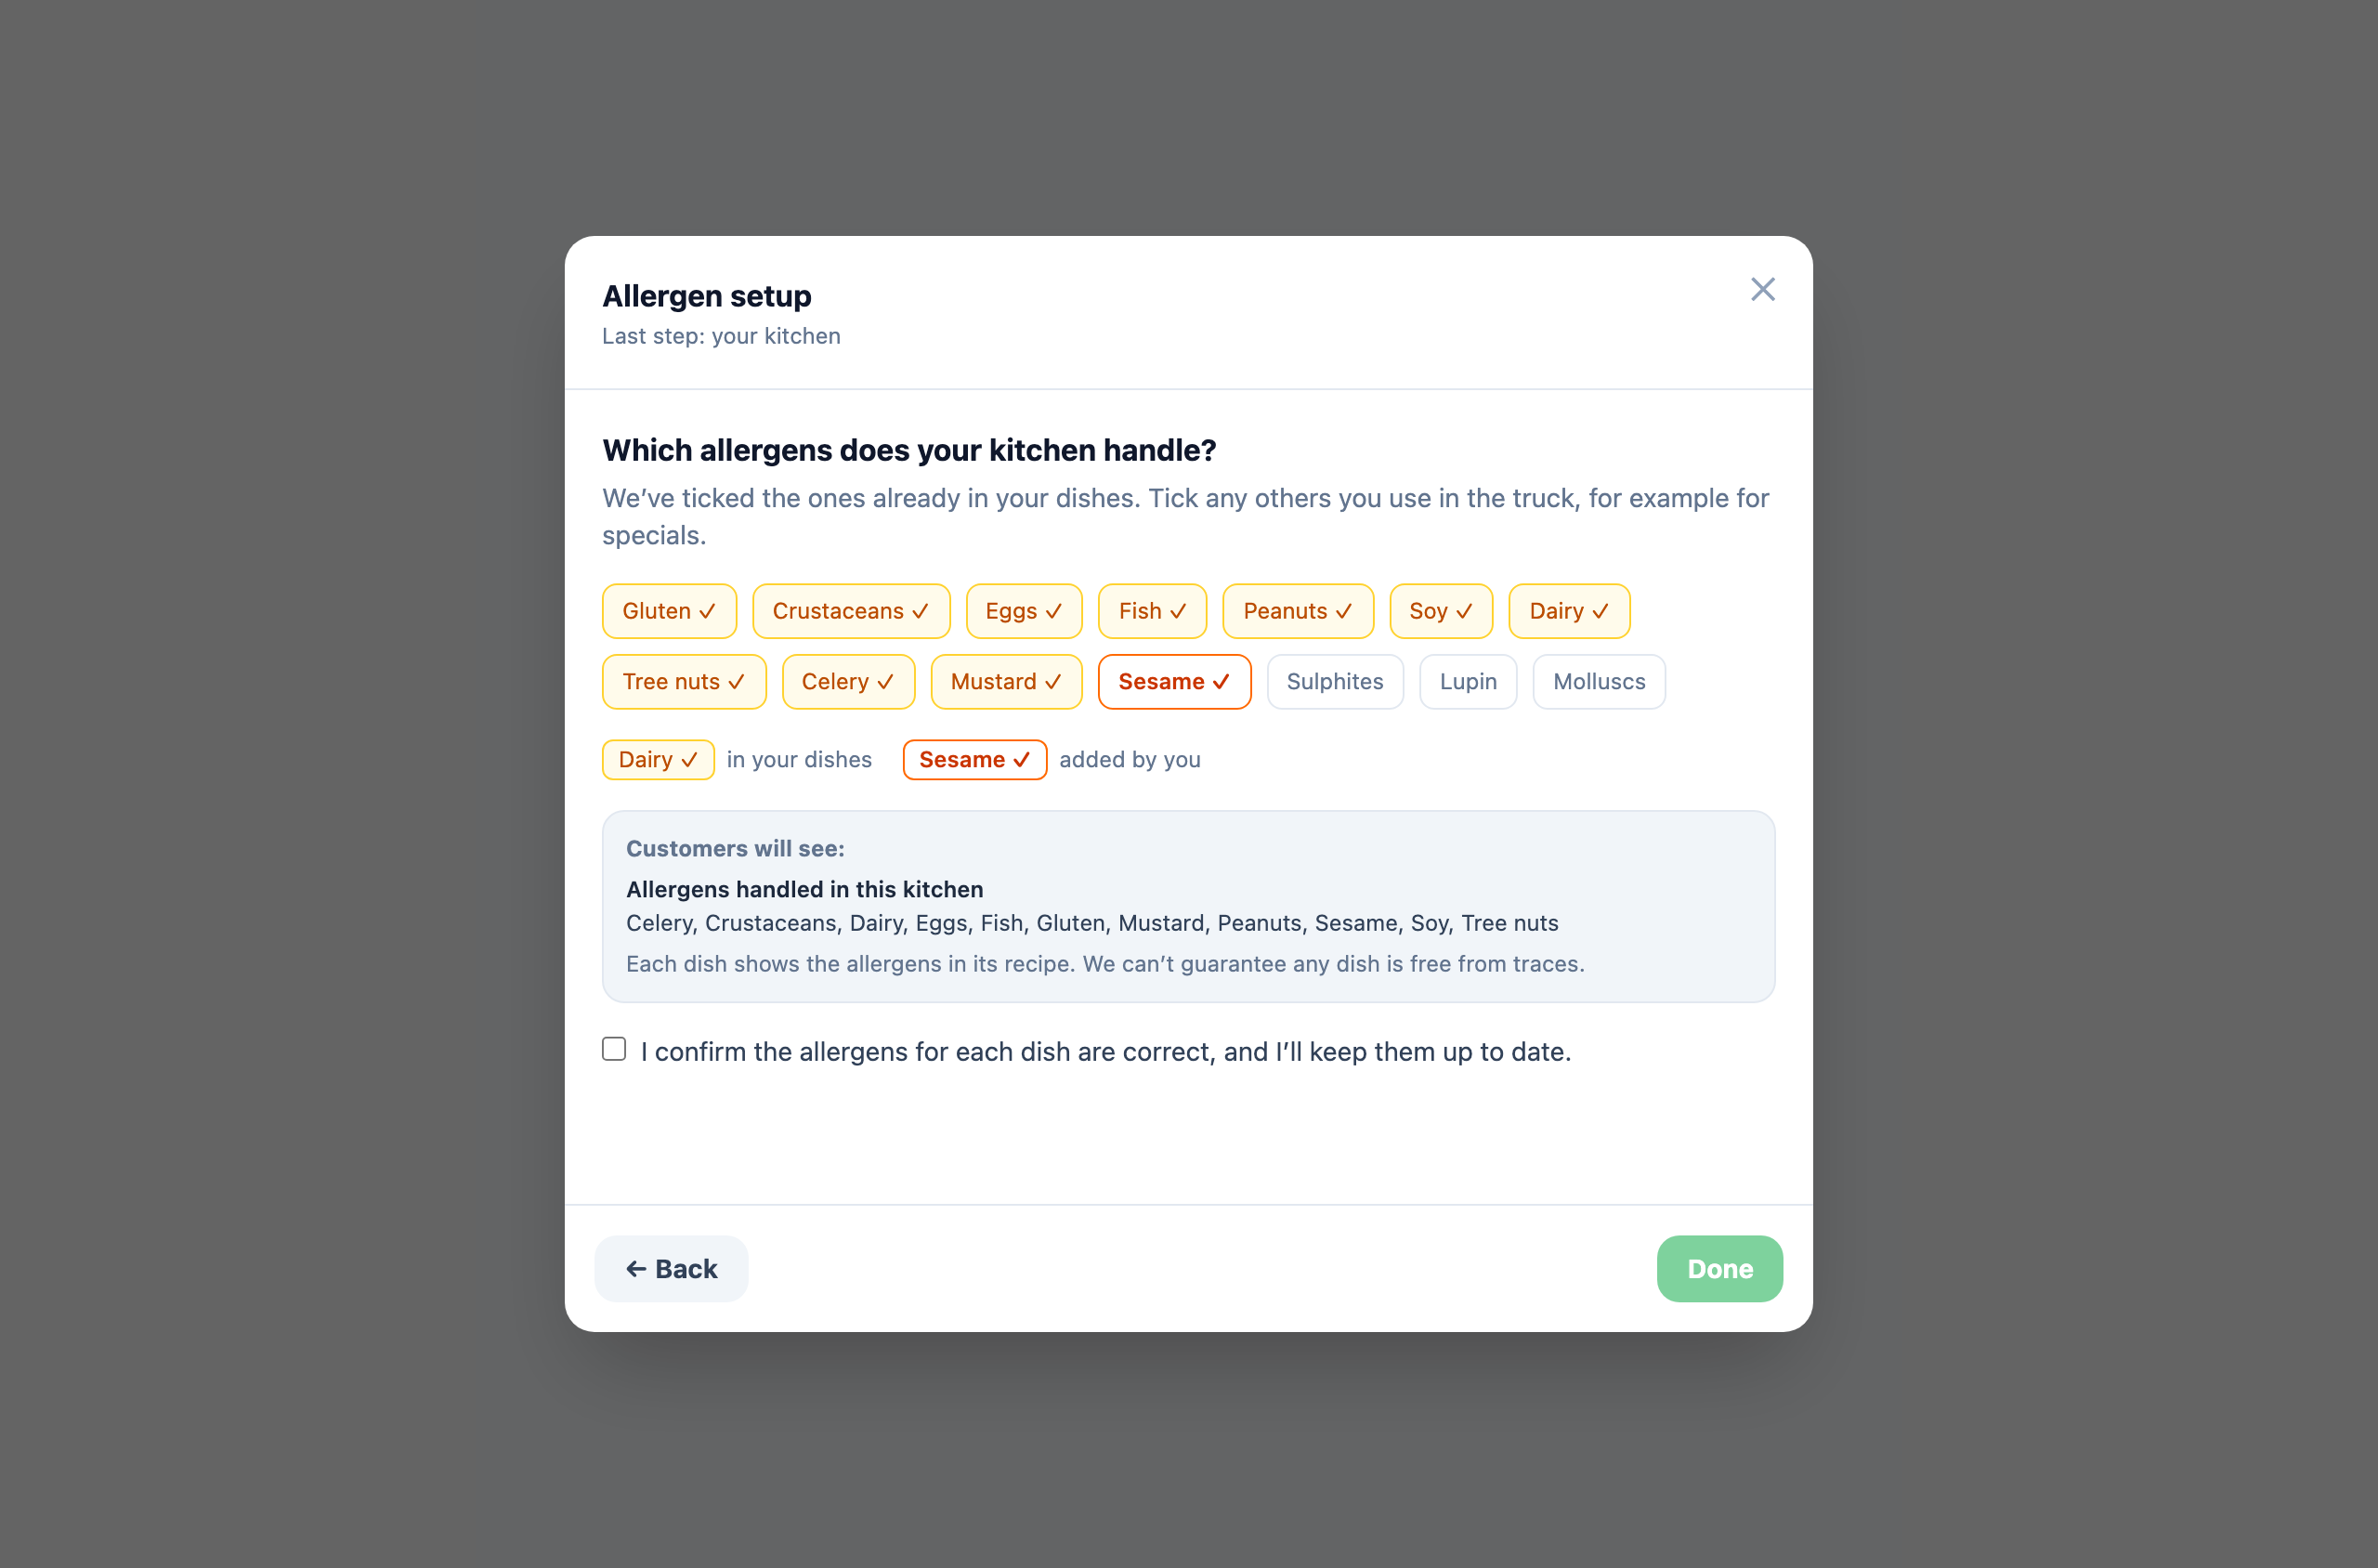 Allergen setup
Last step: your kitchen
Which allergens does your kitchen handle?
We’ve ticked the ones already in your dishes. Tick any others you use in the truck, for example for
specials.
Gluten ✓ Crustaceans ✓ Eggs ✓ Fish ✓ Peanuts ✓ Soy ✓ Dairy ✓
Tree nuts ✓ Celery ✓ Mustard ✓ Sesame ✓ Sulphites Lupin Molluscs
Dairy ✓ in your dishes Sesame ✓ added by you
Customers will see:
Allergens handled in this kitchen
Celery, Crustaceans, Dairy, Eggs, Fish, Gluten, Mustard, Peanuts, Sesame, Soy, Tree nuts
Each dish shows the allergens in its recipe. We can’t guarantee any dish is free from traces.
I confirm the allergens for each dish are correct, and I’ll keep them up to date.
← Back Done